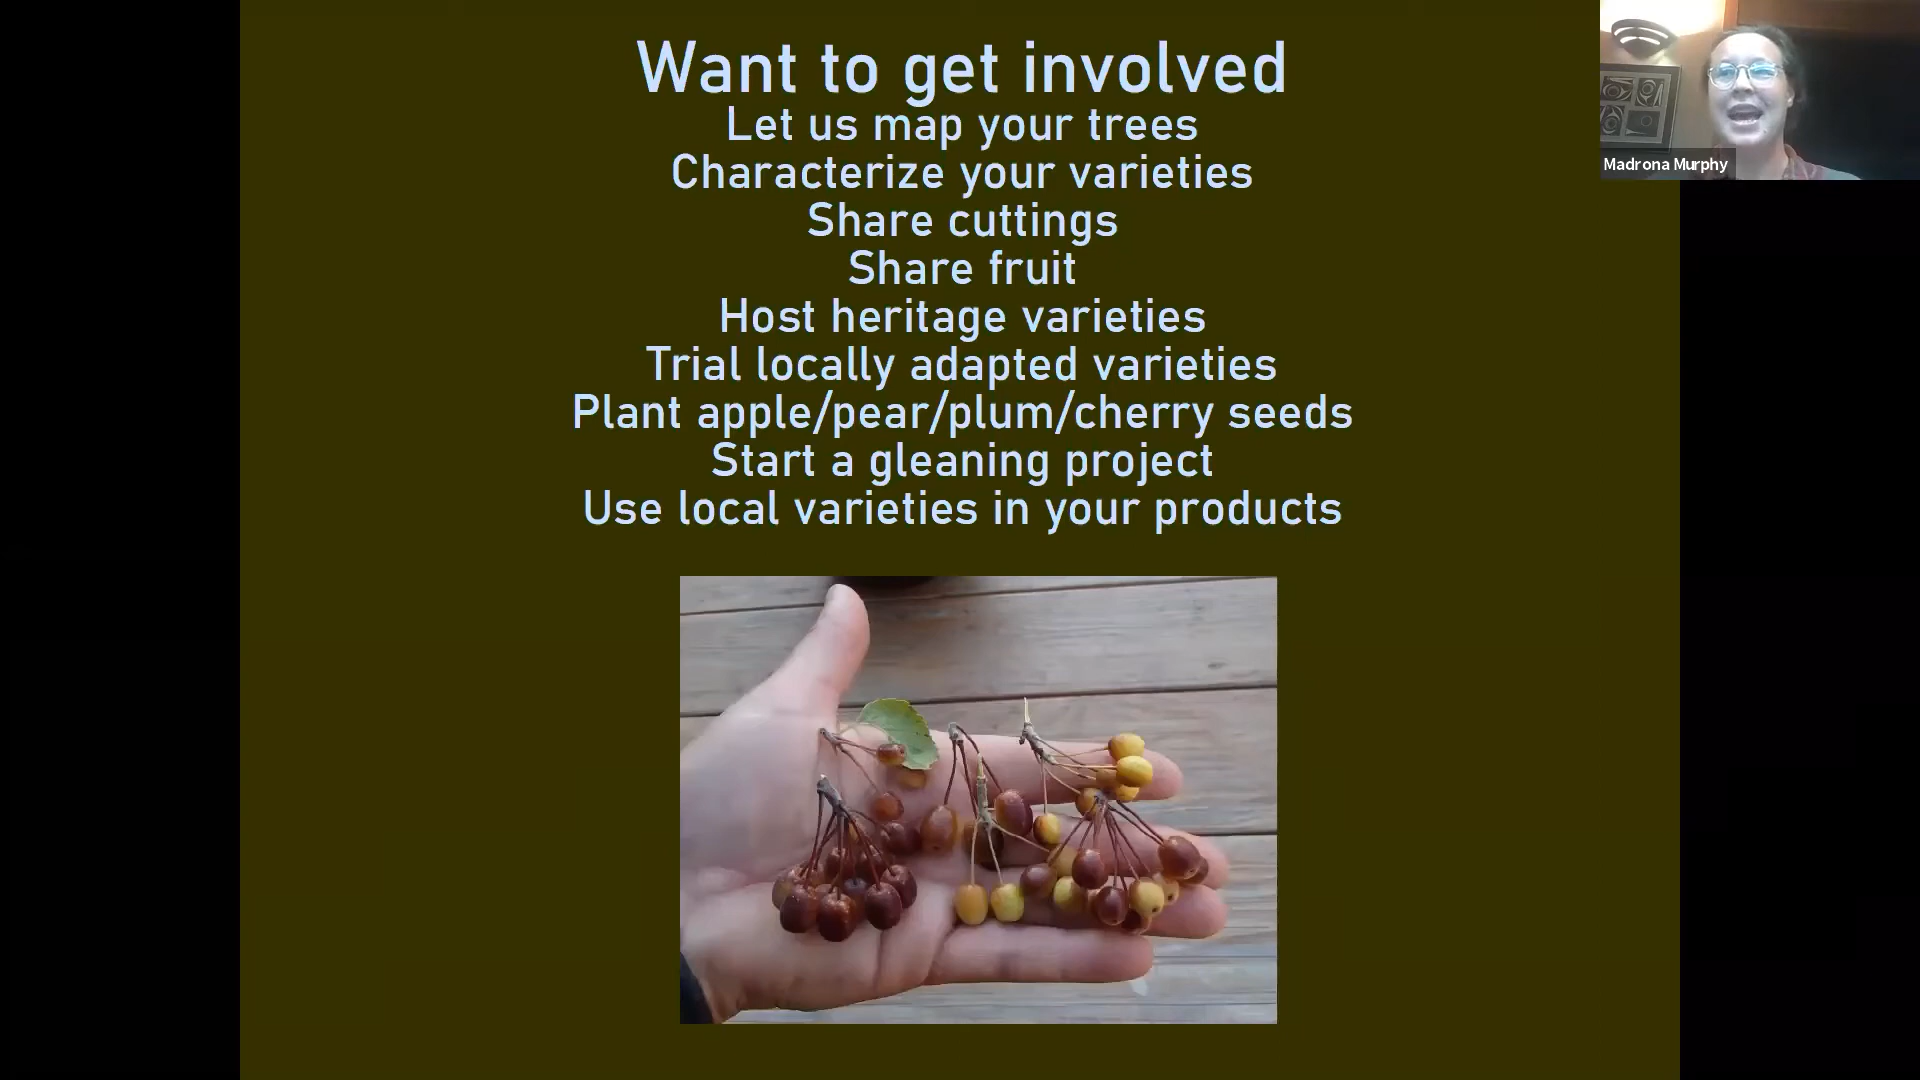 Want to get involved
Let us map your trees
Characterize your varieties
Share cuttings
Share fruit
Host heritage varieties
Trial locally adapted varieties
Plant apple/pear/plum/cherry seeds
Start a gleaning project
Use local varieties in your products
Madrona Murphy